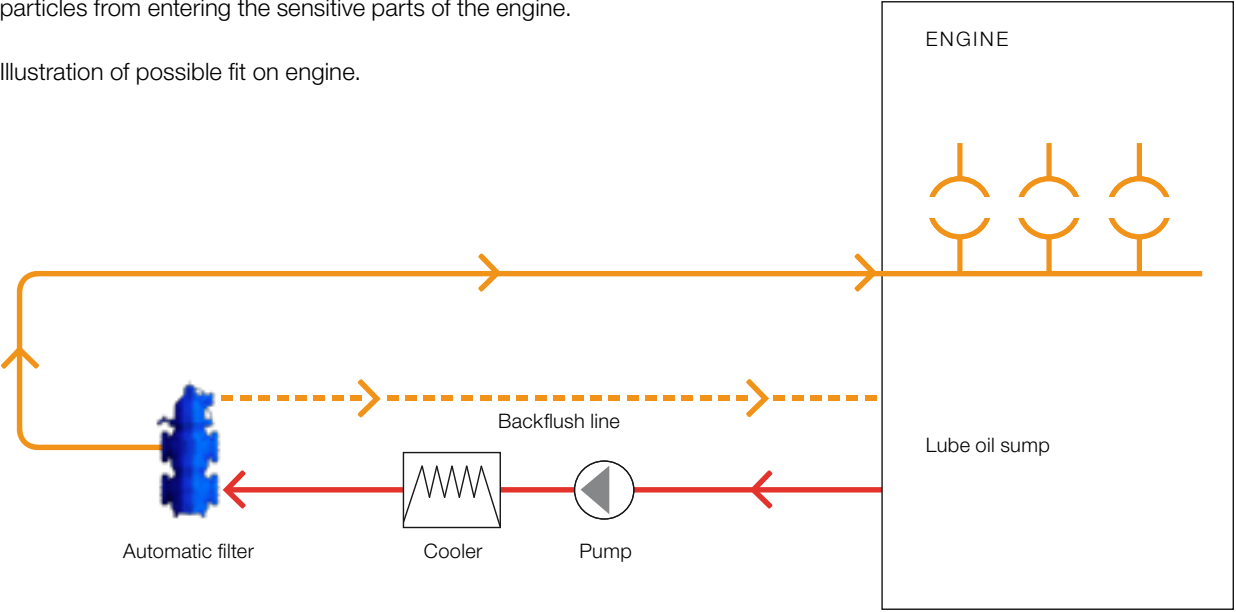 particles from entering the sensitive parts of the engine.
Illustration of possible fit on engine.
ENGINE
Backflush line
Lube oil sump
Automatic filter
Cooler
Pump